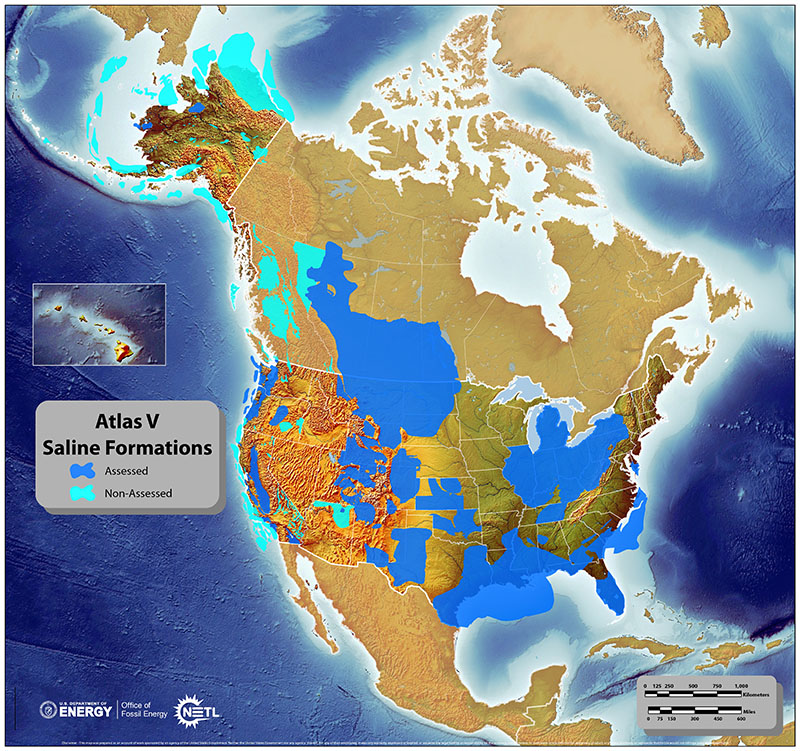 Atlas V
Saline Formations
Assessed
Non-Assessed
U.S. DEPARTMENT OF
ENERGY
Office of
Fossil Energy
NETL
0 125 250 500 750 1,000
Kilometers
Miles
0 75 150 300 450 600